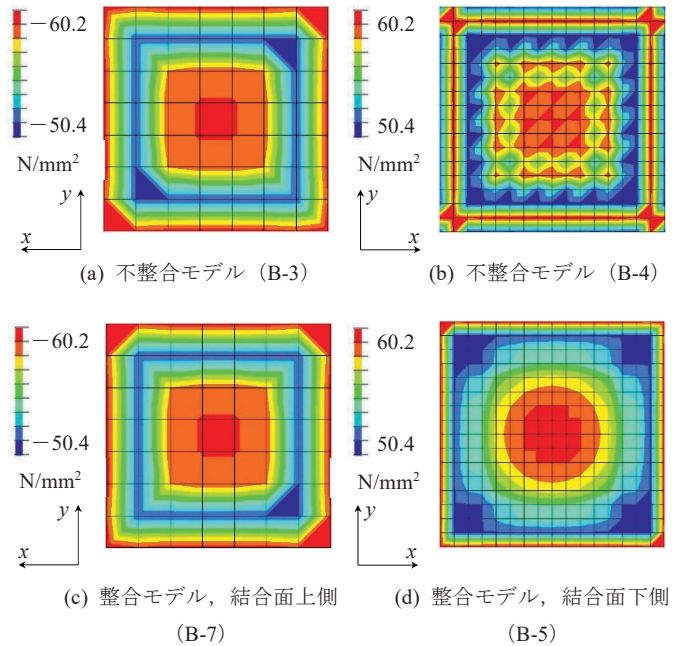 －60.2
－50.4
N/mm²
y
x
(a) 不整合モデル（B-3）
60.2
50.4
N/mm²
y
x
(b) 不整合モデル（B-4）
－60.2
－50.4
N/mm²
y
x
(c) 整合モデル，結合面上側
（B-7）
60.2
50.4
N/mm²
y
x
(d) 整合モデル，結合面下側
（B-5）